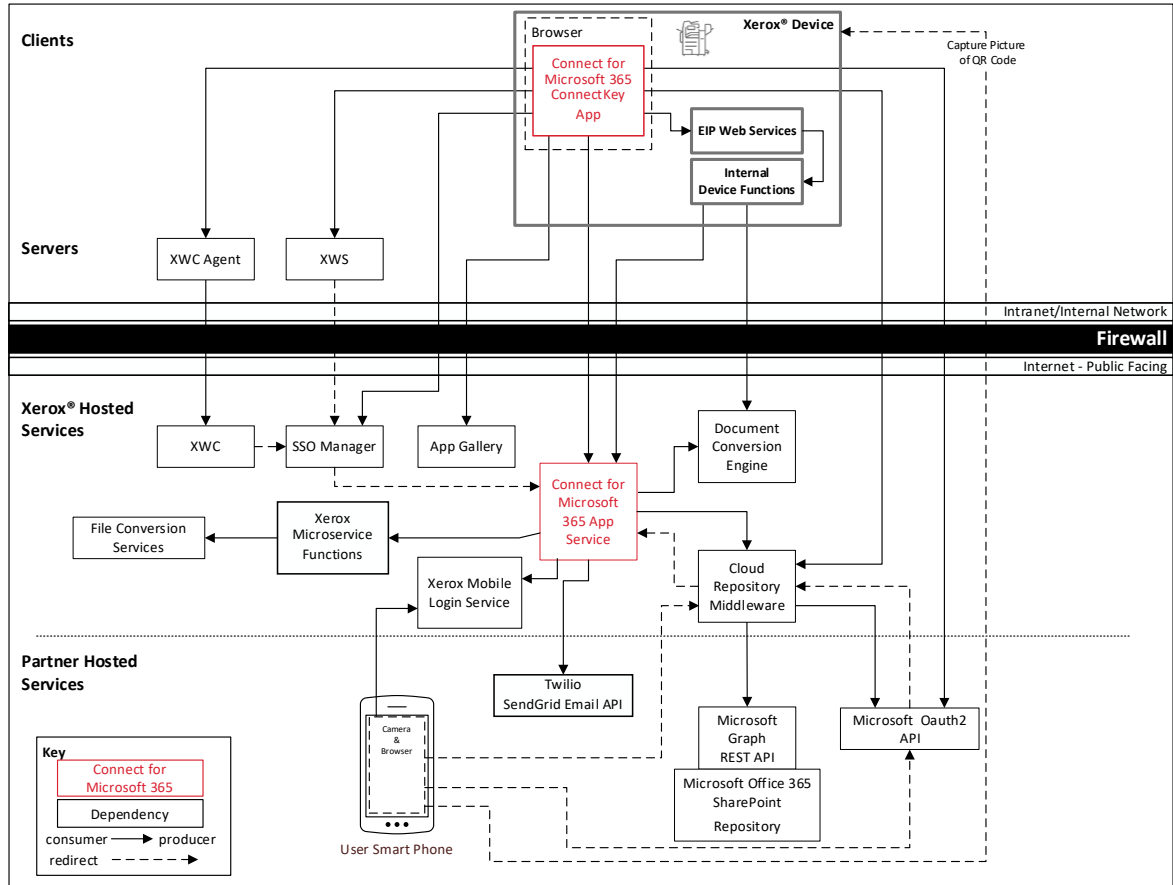 Clients
Xerox® Device
Browser
Capture Picture
of QR Code
Connect for
Microsoft 365
ConnectKey
App
EIP Web Services
Internal
Device Functions
Servers
XWC Agent
XWS
Intranet/Internal Network
Firewall
Internet - Public Facing
Xerox® Hosted
Services
XWC
SSO Manager
App Gallery
Document
Conversion
Engine
Connect for
Microsoft
365 App
Service
File Conversion
Services
Xerox
Microservice
Functions
Xerox Mobile
Login Service
Cloud
Repository
Middleware
Partner Hosted
Services
Twilio
SendGrid Email API
Camera
&
Browser
Microsoft
Graph
REST API
Microsoft Oauth2
API
Microsoft Office 365
SharePoint
Repository
Key
Connect for
Microsoft 365
Dependency
consumer producer
redirect
User Smart Phone